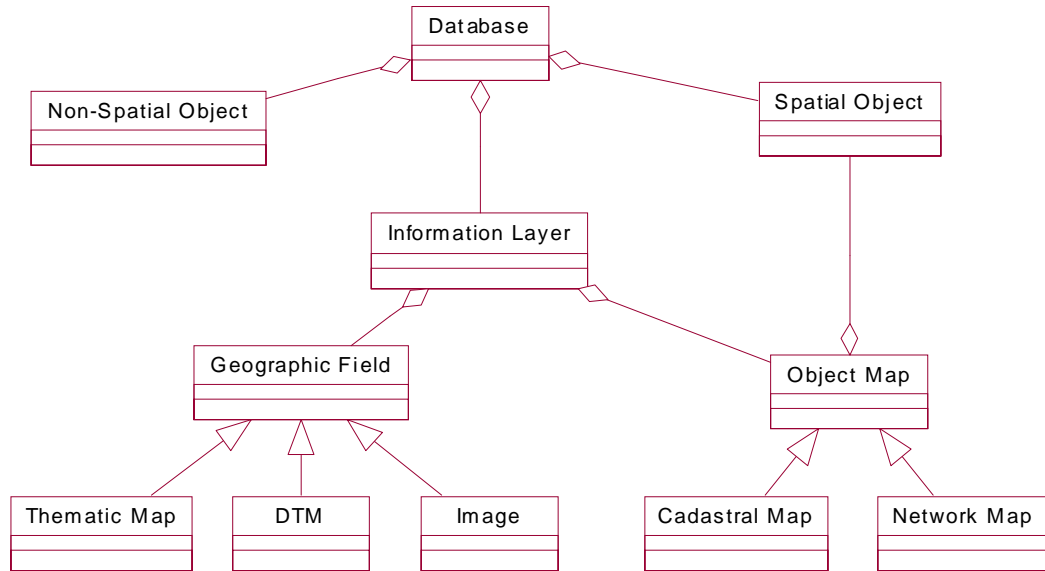 Database
Non-Spatial Object
Spatial Object
Information Layer
Geographic Field
Object Map
Thematic Map
DTM
Image
Cadastral Map
Network Map